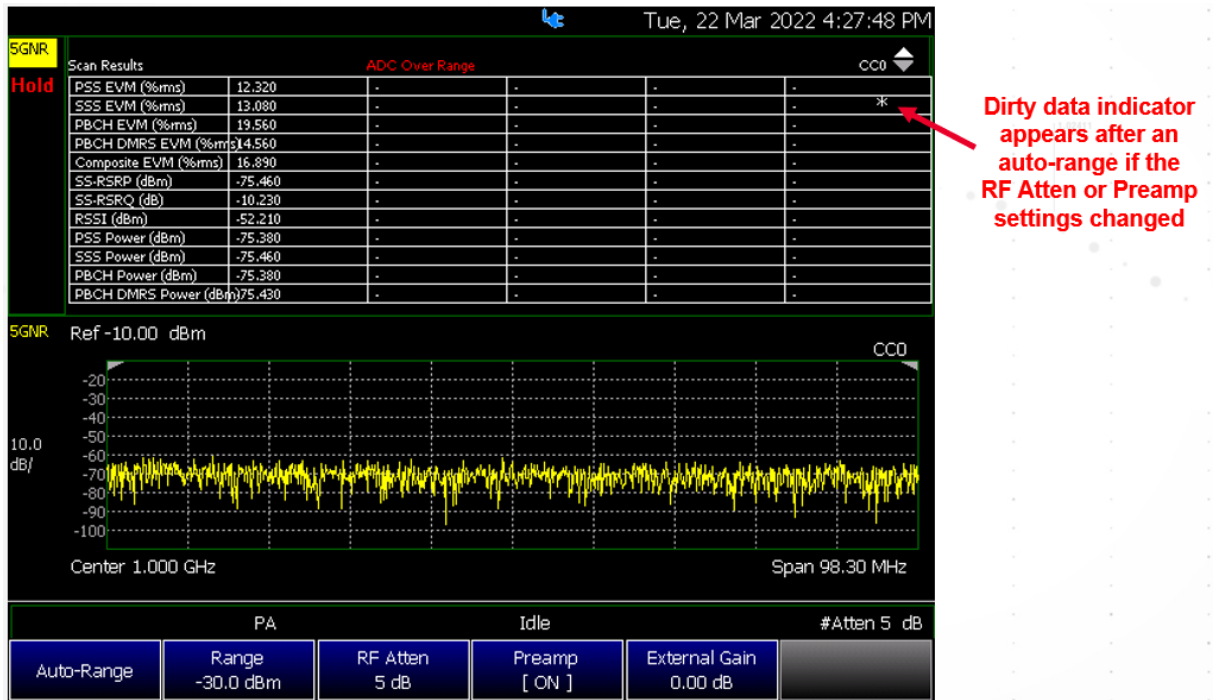 Tue, 22 Mar 2022 4:27:48 PM
5GNR
Hold
Scan Results ADC Over Range CC0
PSS EVM (%rms) 12.320 - - - -
SSS EVM (%rms) 13.080 - - - - *
PBCH EVM (%rms) 19.560 - - - -
PBCH DMRS EVM (%rms)14.560 - - - -
Composite EVM (%rms) 16.890 - - - -
SS-RSRP (dBm) -75.460 - - - -
SS-RSRQ (dB) -10.230 - - - -
RSSI (dBm) -52.210 - - - -
PSS Power (dBm) -75.380 - - - -
SSS Power (dBm) -75.460 - - - -
PBCH Power (dBm) -75.380 - - - -
PBCH DMRS Power (dBm)75.430 - - - -
Dirty data indicator
appears after an
auto-range if the
RF Atten or Preamp
settings changed
5GNR Ref -10.00 dBm
CC0
-20
-30
-40
-50
-60
-70
-80
-90
-100
10.0
dB/
Center 1.000 GHz Span 98.30 MHz
PA Idle #Atten 5 dB
Auto-Range
Range
-30.0 dBm
RF Atten
5 dB
Preamp
[ ON ]
External Gain
0.00 dB